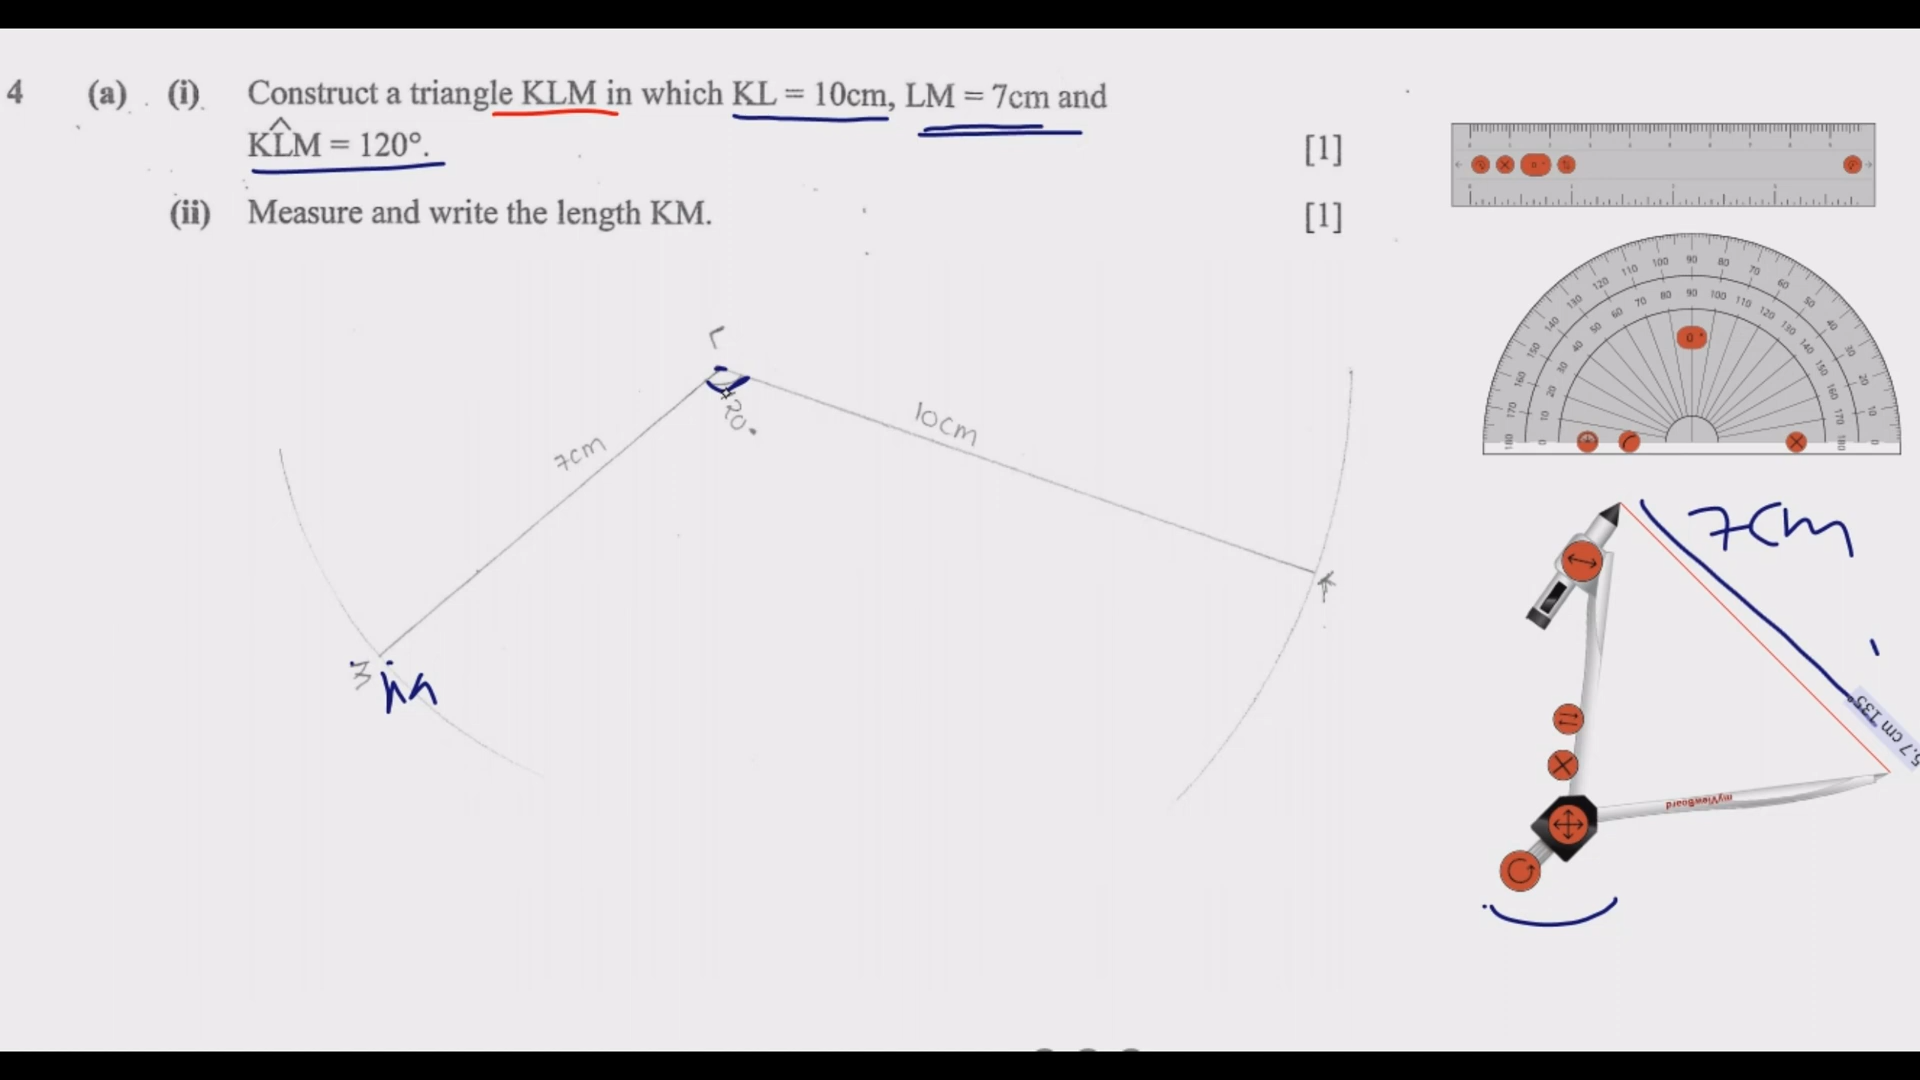 4 (a) (i) Construct a triangle KLM in which KL = 10cm, LM = 7cm and
KL̂M = 120°. [1]
(ii) Measure and write the length KM. [1]
L
120°
7cm
10cm
K
M
7cm
5.7 cm 135°
myViewBoard